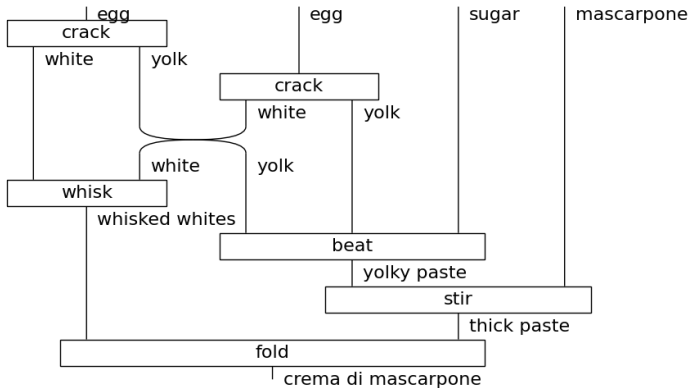 egg egg sugar mascarpone
crack
white yolk
crack
white yolk
white yolk
whisk
whisked whites
beat
yolky paste
stir
thick paste
fold
crema di mascarpone